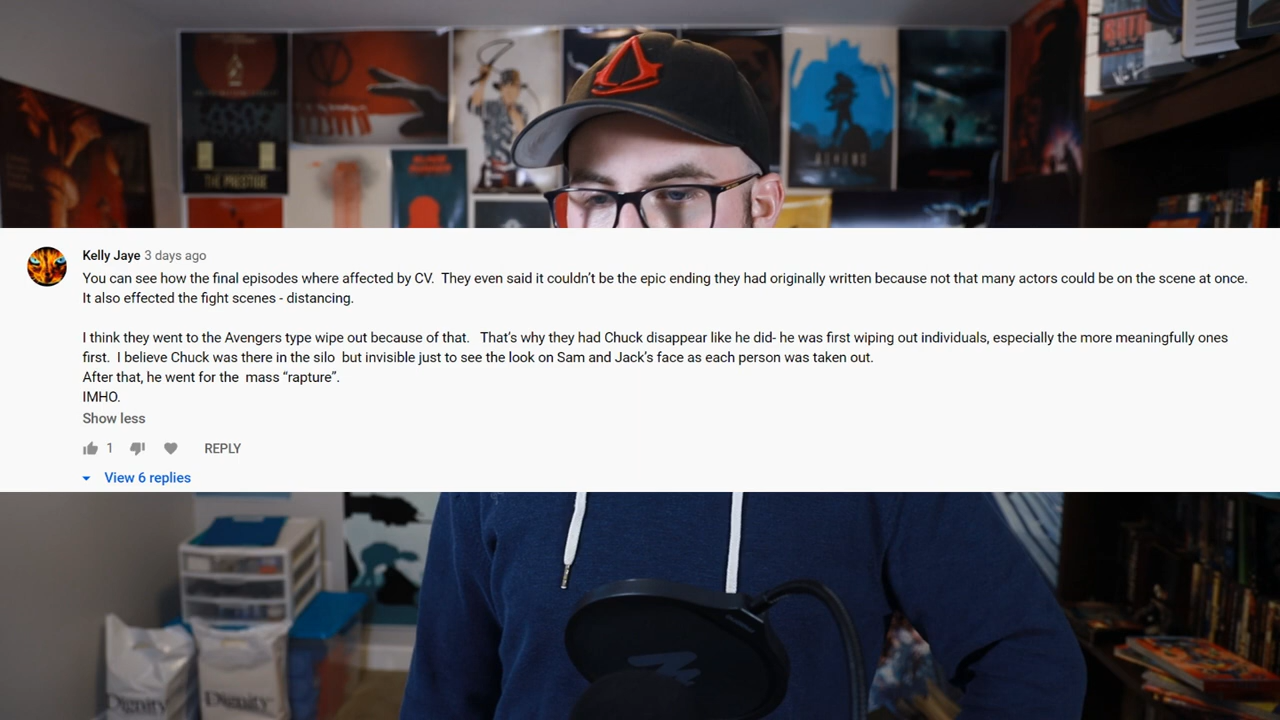 THE PRESTIGE
ALIENS
Kelly Jaye 3 days ago
You can see how the final episodes where affected by CV.  They even said it couldn't be the epic ending they had originally written because not that many actors could be on the scene at once.
It also effected the fight scenes - distancing.
I think they went to the Avengers type wipe out because of that.   That's why they had Chuck disappear like he did- he was first wiping out individuals, especially the more meaningfully ones
first.  I believe Chuck was there in the silo  but invisible just to see the look on Sam and Jack's face as each person was taken out.
After that, he went for the  mass “rapture”.
IMHO.
Show less
1 REPLY
View 6 replies
Dignity
Dignity